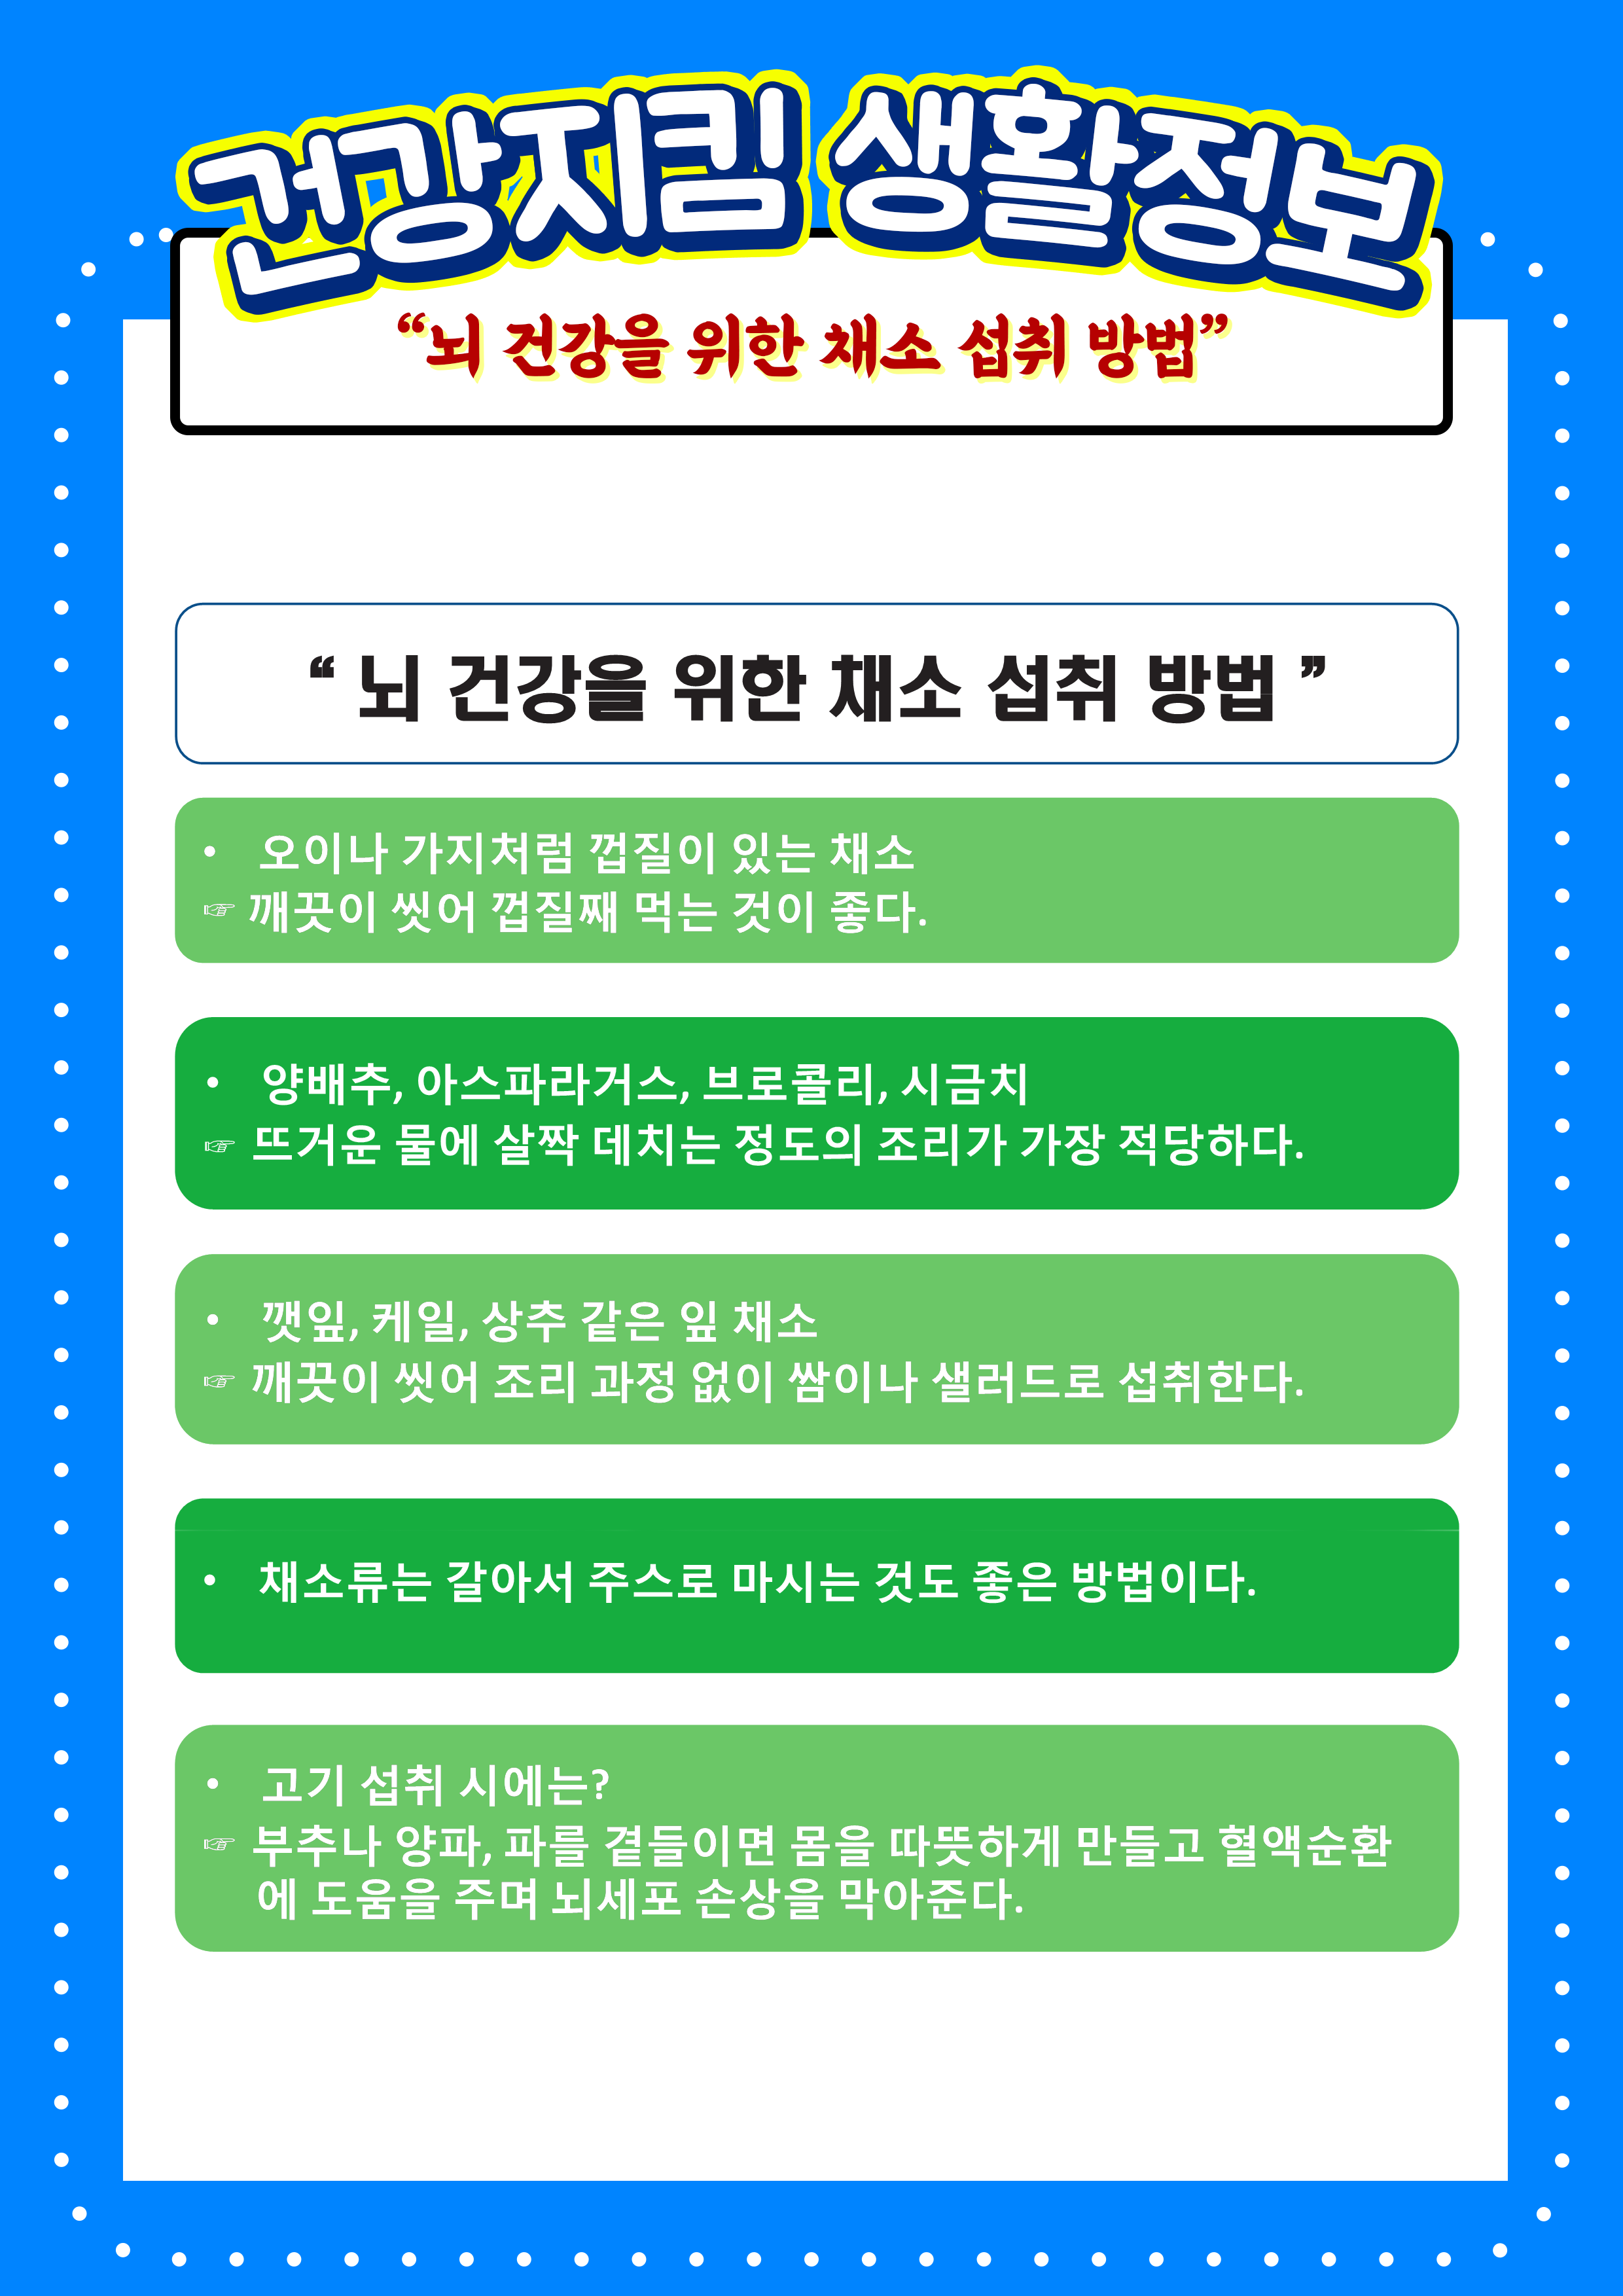 건강지킴 생활정보
“뇌 건강을 위한 채소 섭취 방법”
“ 뇌 건강을 위한 채소 섭취 방법 ”
• 오이나 가지처럼 껍질이 있는 채소
☞ 깨끗이 씻어 껍질째 먹는 것이 좋다.
• 양배추, 아스파라거스, 브로콜리, 시금치
☞ 뜨거운 물에 살짝 데치는 정도의 조리가 가장 적당하다.
• 깻잎, 케일, 상추 같은 잎 채소
☞ 깨끗이 씻어 조리 과정 없이 쌈이나 샐러드로 섭취한다.
• 채소류는 갈아서 주스로 마시는 것도 좋은 방법이다.
• 고기 섭취 시에는?
☞ 부추나 양파, 파를 곁들이면 몸을 따뜻하게 만들고 혈액순환
에 도움을 주며 뇌세포 손상을 막아준다.